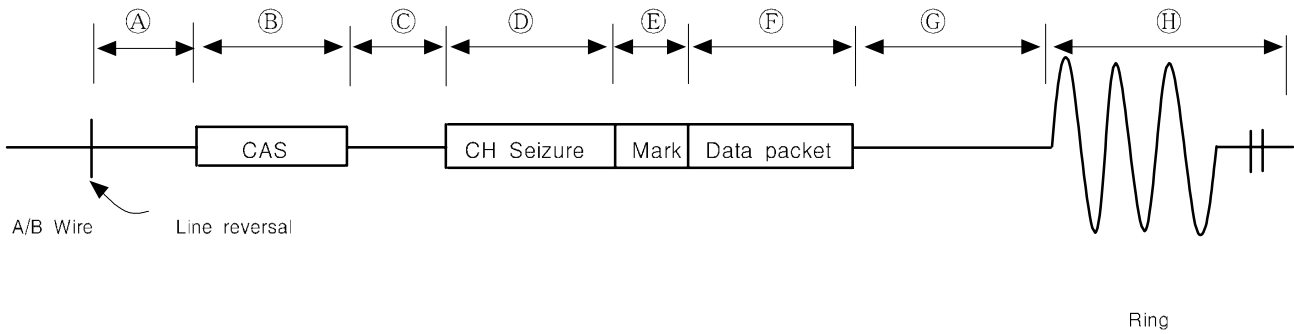 Ⓐ Ⓑ Ⓒ Ⓓ Ⓔ Ⓕ Ⓖ Ⓗ
CAS CH Seizure Mark Data packet
A/B Wire Line reversal
Ring